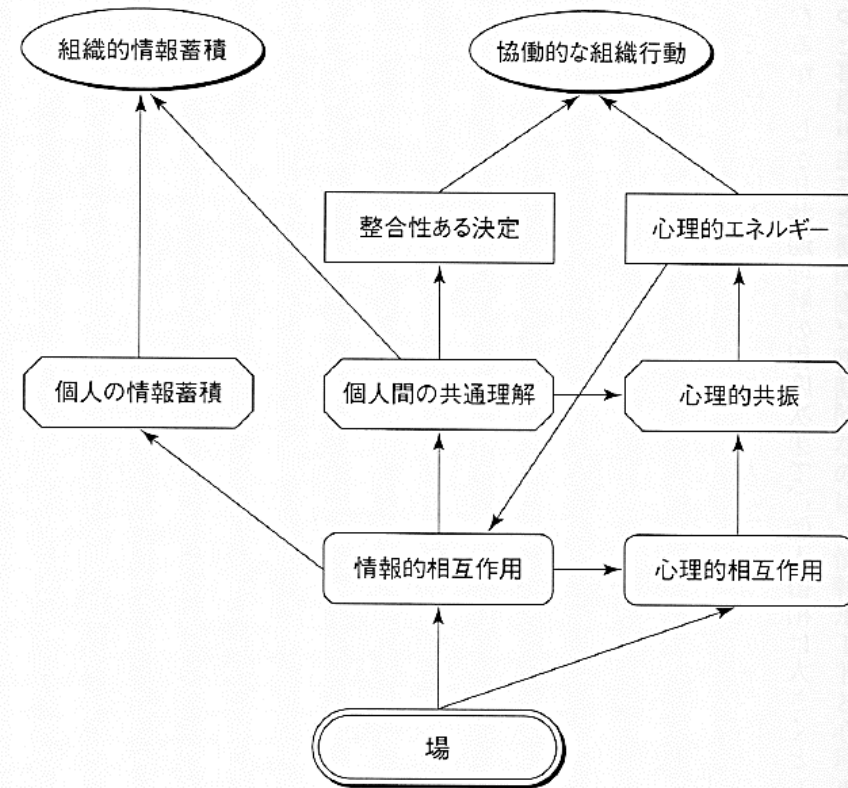 組織的情報蓄積
協働的な組織行動
整合性ある決定
心理的エネルギー
個人の情報蓄積
個人間の共通理解
心理的共振
情報的相互作用
心理的相互作用
場